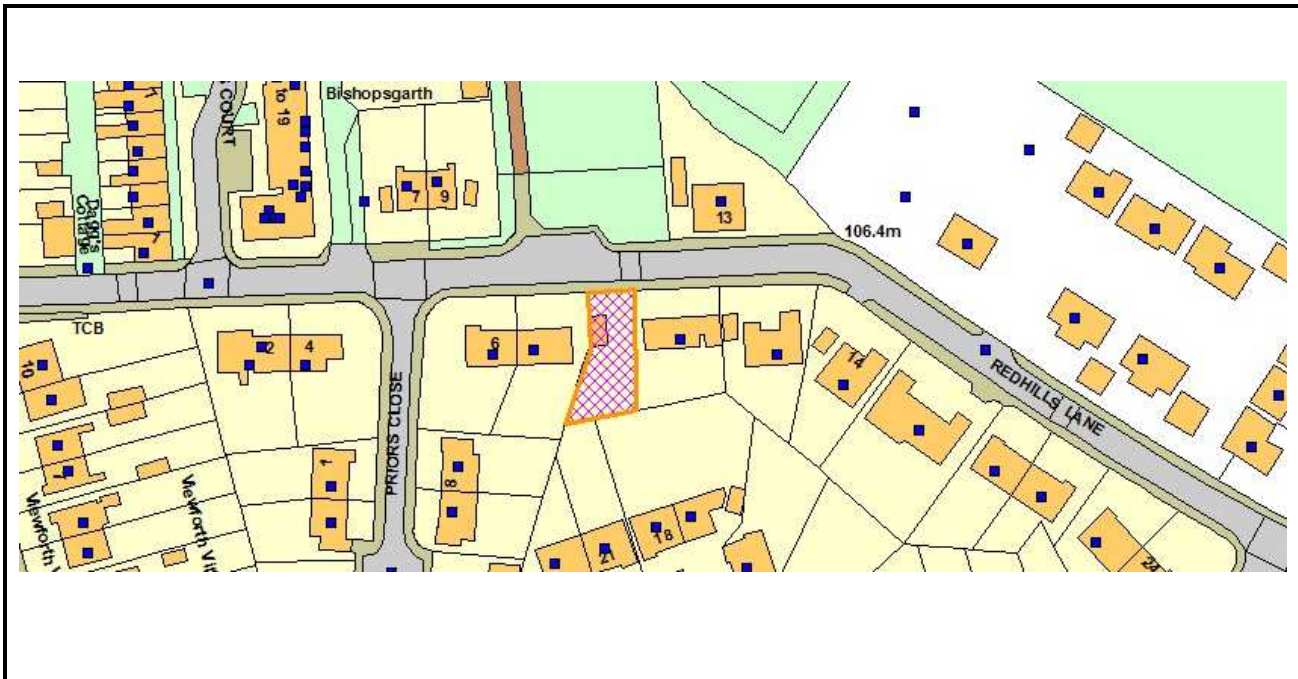 COURT
to 19
Bishopsgarth
Dagg's
Cottage
7
7 9
13
106.4m
TCB
10
2 4
6
PRIORS CLOSE
14
REDHILLS LANE
1
8
18
21
24